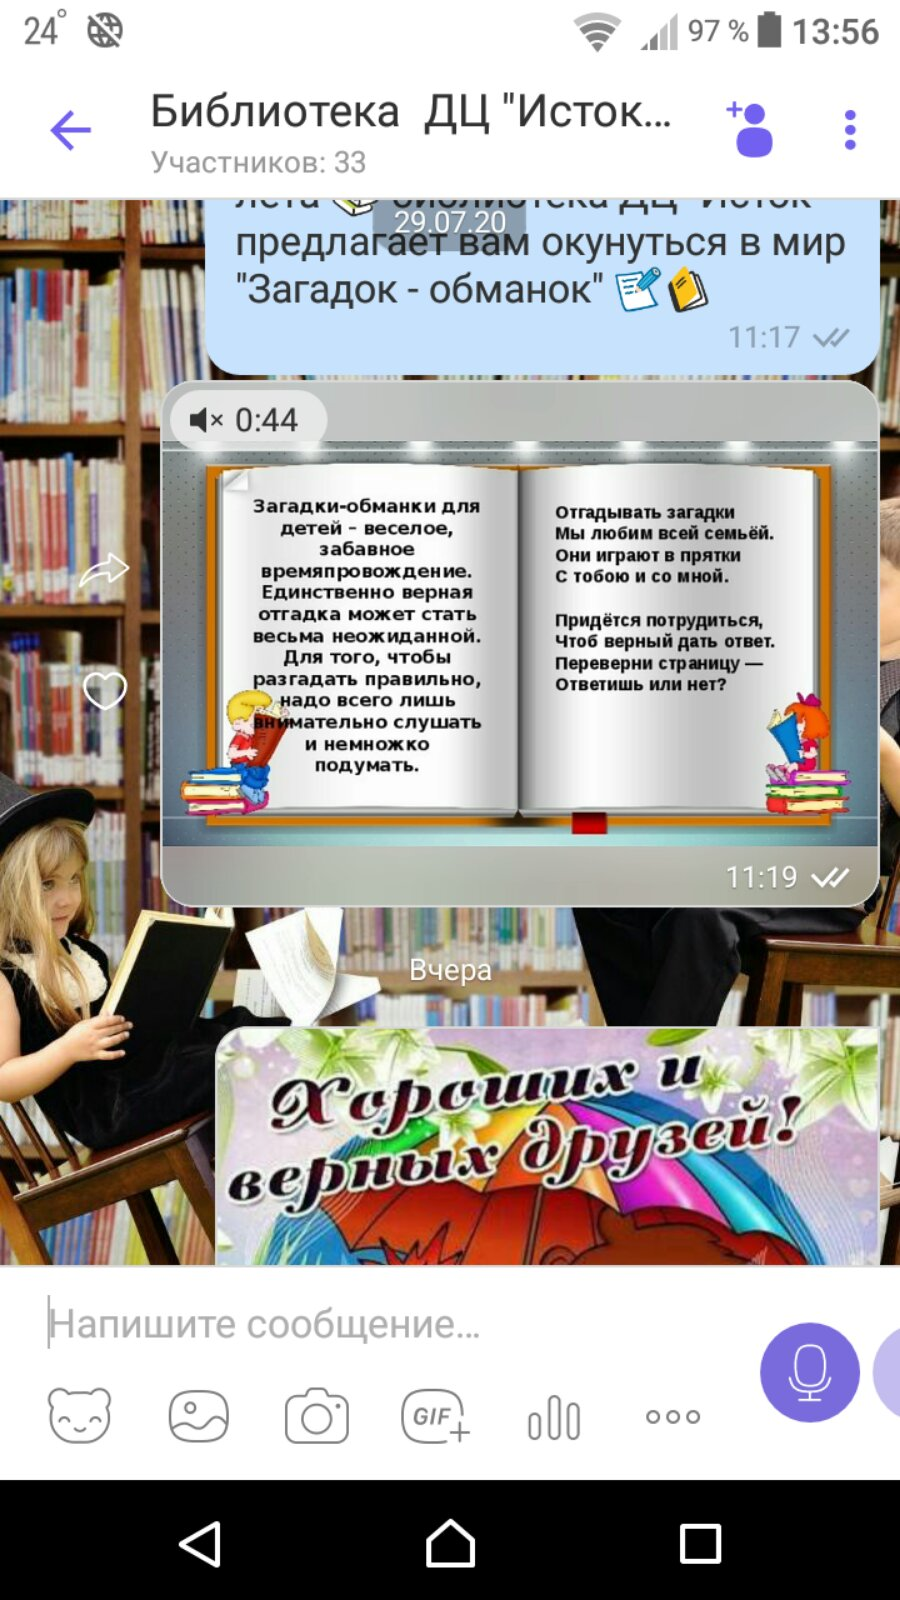 24°
97 %
13:56
Библиотека ДЦ "Исток...
Участников: 33
лета библиотека ДЦ "Исток"
29.07.20
предлагает вам окунуться в мир
"Загадок - обманок"
11:17
0:44
Загадки-обманки для
детей – веселое,
забавное
времяпровождение.
Единственно верная
отгадка может стать
весьма неожиданной.
Для того, чтобы
разгадать правильно,
надо всего лишь
внимательно слушать
и немножко
подумать.
Отгадывать загадки
Мы любим всей семьёй.
Они играют в прятки
С тобою и со мной.
Придётся потрудиться,
Чтоб верный дать ответ.
Переверни страницу —
Ответишь или нет?
11:19
Вчера
Хороших и
верных друзей!
Напишите сообщение...
GIF